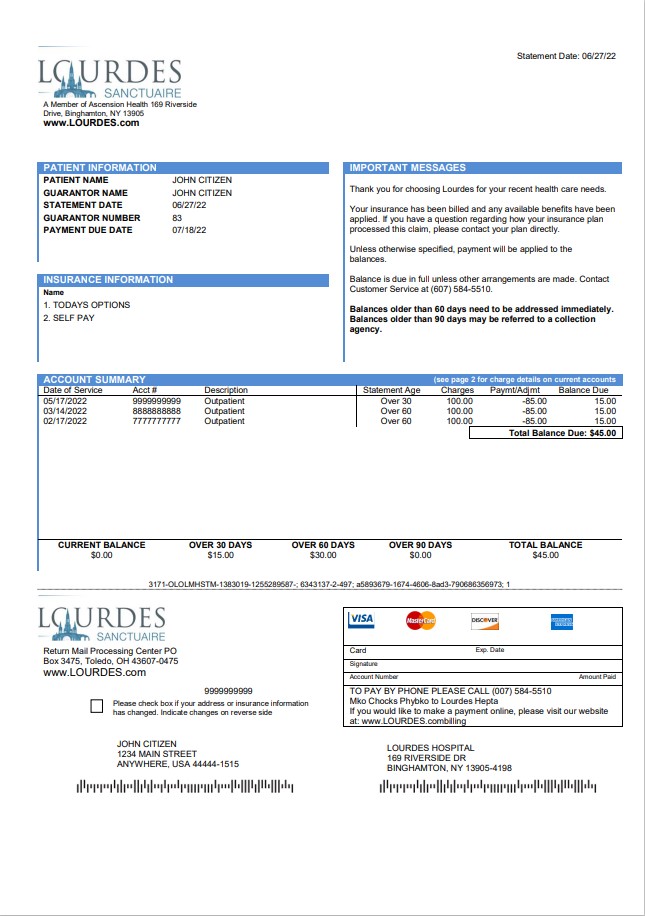 Statement Date: 06/27/22
LOURDES
SANCTUAIRE
A Member of Ascension Health 169 Riverside
Drive, Binghamton, NY 13905
www.LOURDES.com
PATIENT INFORMATION
PATIENT NAME JOHN CITIZEN
GUARANTOR NAME JOHN CITIZEN
STATEMENT DATE 06/27/22
GUARANTOR NUMBER 83
PAYMENT DUE DATE 07/18/22
INSURANCE INFORMATION
Name
1. TODAYS OPTIONS
2. SELF PAY
IMPORTANT MESSAGES
Thank you for choosing Lourdes for your recent health care needs.
Your insurance has been billed and any available benefits have been
applied. If you have a question regarding how your insurance plan
processed this claim, please contact your plan directly.
Unless otherwise specified, payment will be applied to the
balances.
Balance is due in full unless other arrangements are made. Contact
Customer Service at (607) 584-5510.
Balances older than 60 days need to be addressed immediately.
Balances older than 90 days may be referred to a collection
agency.
ACCOUNT SUMMARY (see page 2 for charge details on current accounts
Date of Service Acct # Description Statement Age Charges Paymt/Adjmt Balance Due
05/17/2022 9999999999 Outpatient Over 30 100.00 -85.00 15.00
03/14/2022 8888888888 Outpatient Over 60 100.00 -85.00 15.00
02/17/2022 7777777777 Outpatient Over 60 100.00 -85.00 15.00
Total Balance Due: $45.00
CURRENT BALANCE OVER 30 DAYS OVER 60 DAYS OVER 90 DAYS TOTAL BALANCE
$0.00 $15.00 $30.00 $0.00 $45.00
3171-OLOLMHSTM-1383019-1255289587-; 6343137-2-497; a5893679-1674-4606-8ad3-790686356973; 1
LOURDES
SANCTUAIRE
Return Mail Processing Center PO
Box 3475, Toledo, OH 43607-0475
www.LOURDES.com
9999999999
Please check box if your address or insurance information
has changed. Indicate changes on reverse side
VISA MasterCard DISCOVER AMERICAN EXPRESS
Card Exp. Date
Signature
Account Number Amount Paid
TO PAY BY PHONE PLEASE CALL (007) 584-5510
Mko Chocks Phybko to Lourdes Hepta
If you would like to make a payment online, please visit our website
at: www.LOURDES.combilling
JOHN CITIZEN
1234 MAIN STREET
ANYWHERE, USA 44444-1515
LOURDES HOSPITAL
169 RIVERSIDE DR
BINGHAMTON, NY 13905-4198